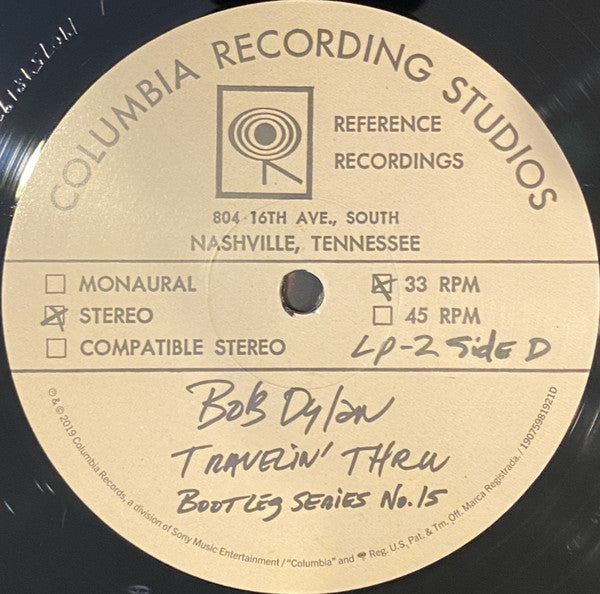 COLUMBIA RECORDING STUDIOS
REFERENCE
RECORDINGS
804 16TH AVE., SOUTH
NASHVILLE, TENNESSEE
MONAURAL
STEREO
COMPATIBLE STEREO
33 RPM
45 RPM
LP-2 Side D
Bob Dylan
TRAVELIN' THRU
BOOTLEG SERIES No. 15
℗ & © 2019 Columbia Records, a division of Sony Music Entertainment / "Columbia" and Reg. U.S. Pat. & Tm. Off. Marca Registrada. / 19075981921D